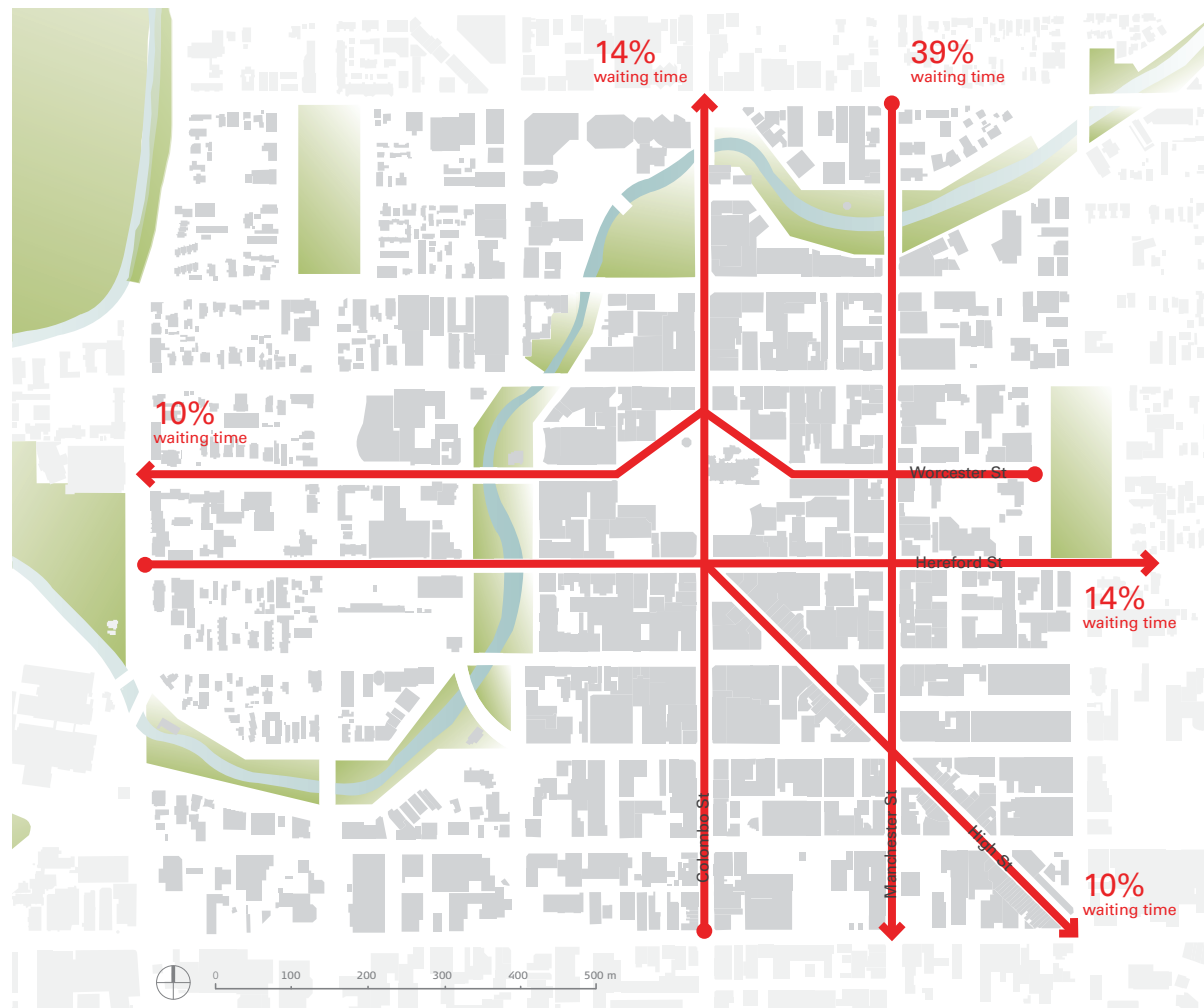 14%
waiting time
39%
waiting time
10%
waiting time
Worcester St
Hereford St
14%
waiting time
Colombo St
Manchester St
High St
10%
waiting time
0 100 200 300 400 500 m